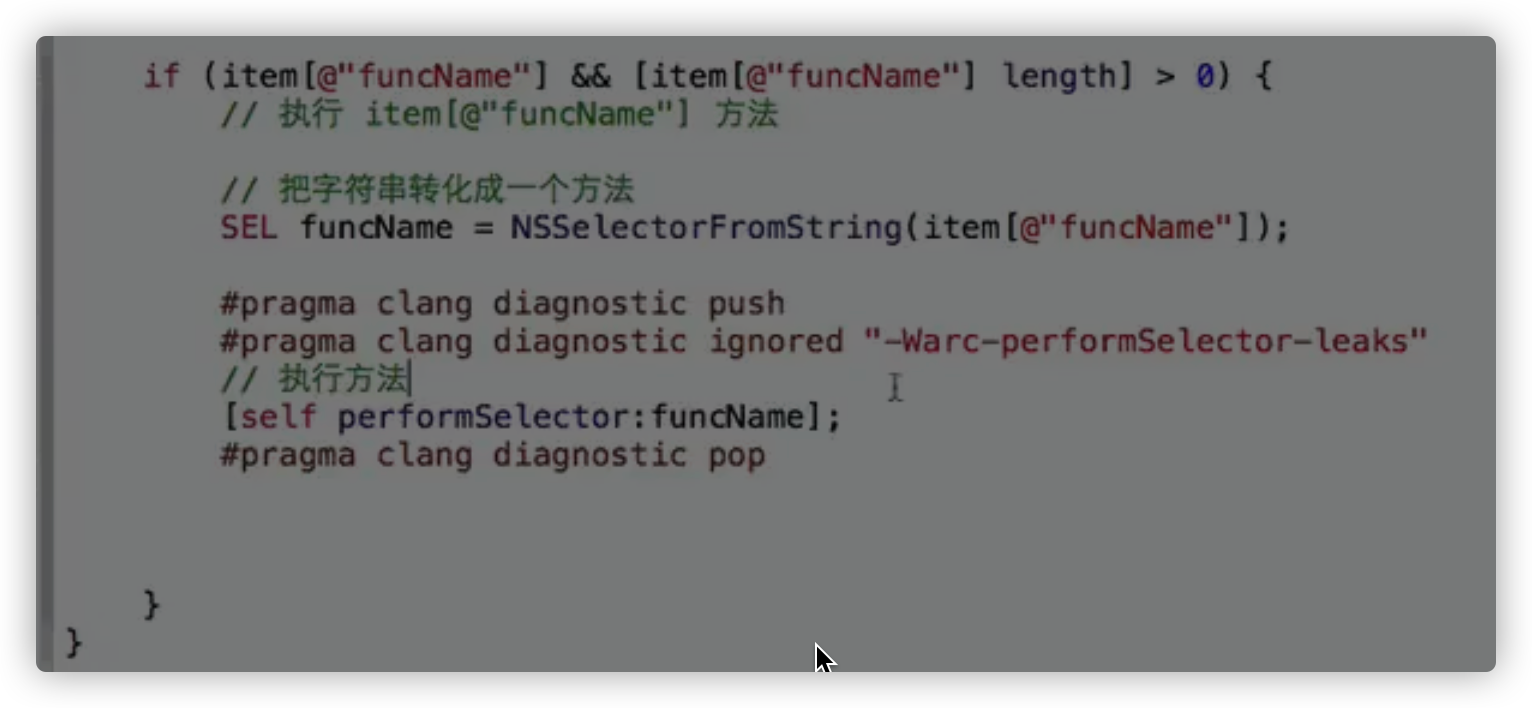 if (item[@"funcName"] && [item[@"funcName"] length] > 0) {
// 执行 item[@"funcName"] 方法
// 把字符串转化成一个方法
SEL funcName = NSSelectorFromString(item[@"funcName"]);
#pragma clang diagnostic push
#pragma clang diagnostic ignored "-Warc-performSelector-leaks"
// 执行方法
[self performSelector:funcName];
#pragma clang diagnostic pop
}
}